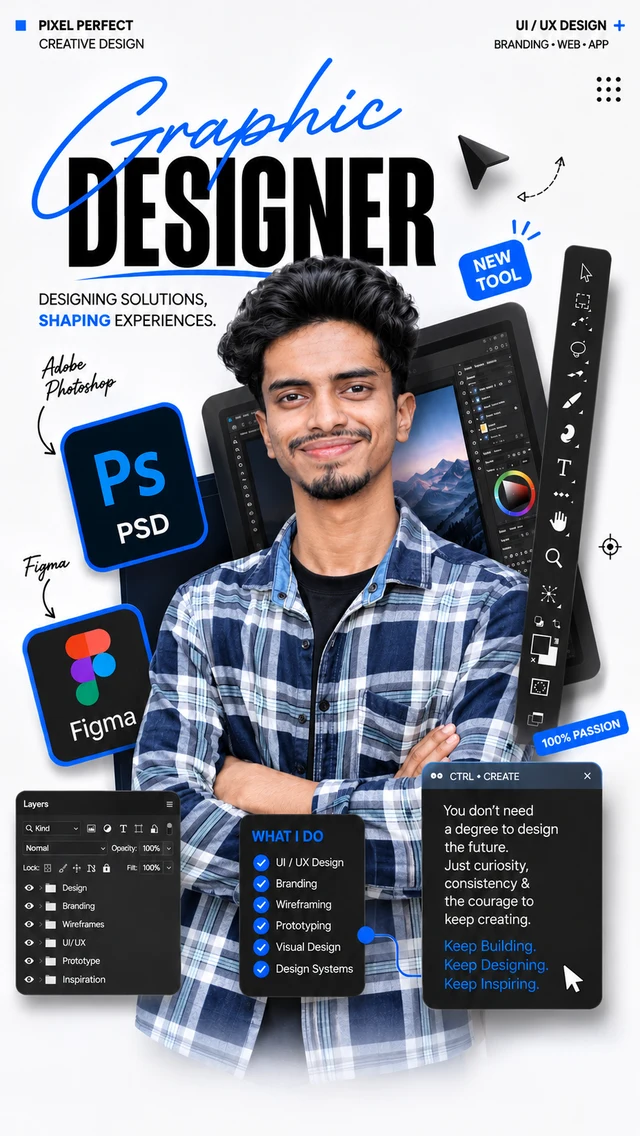 PIXEL PERFECT
CREATIVE DESIGN
UI / UX DESIGN
BRANDING • WEB • APP
Graphic
DESIGNER
DESIGNING SOLUTIONS,
SHAPING EXPERIENCES.
NEW
TOOL
Adobe
Photoshop
Ps
PSD
Figma
Figma
T
100% PASSION
Layers
Kind
T
Normal
Opacity: 100%
Lock:
Fill: 100%
Design
Branding
Wireframes
UI/UX
Prototype
Inspiration
WHAT I DO
UI / UX Design
Branding
Wireframing
Prototyping
Visual Design
Design Systems
CTRL • CREATE
You don't need
a degree to design
the future.
Just curiosity,
consistency &
the courage to
keep creating.
Keep Building.
Keep Designing.
Keep Inspiring.